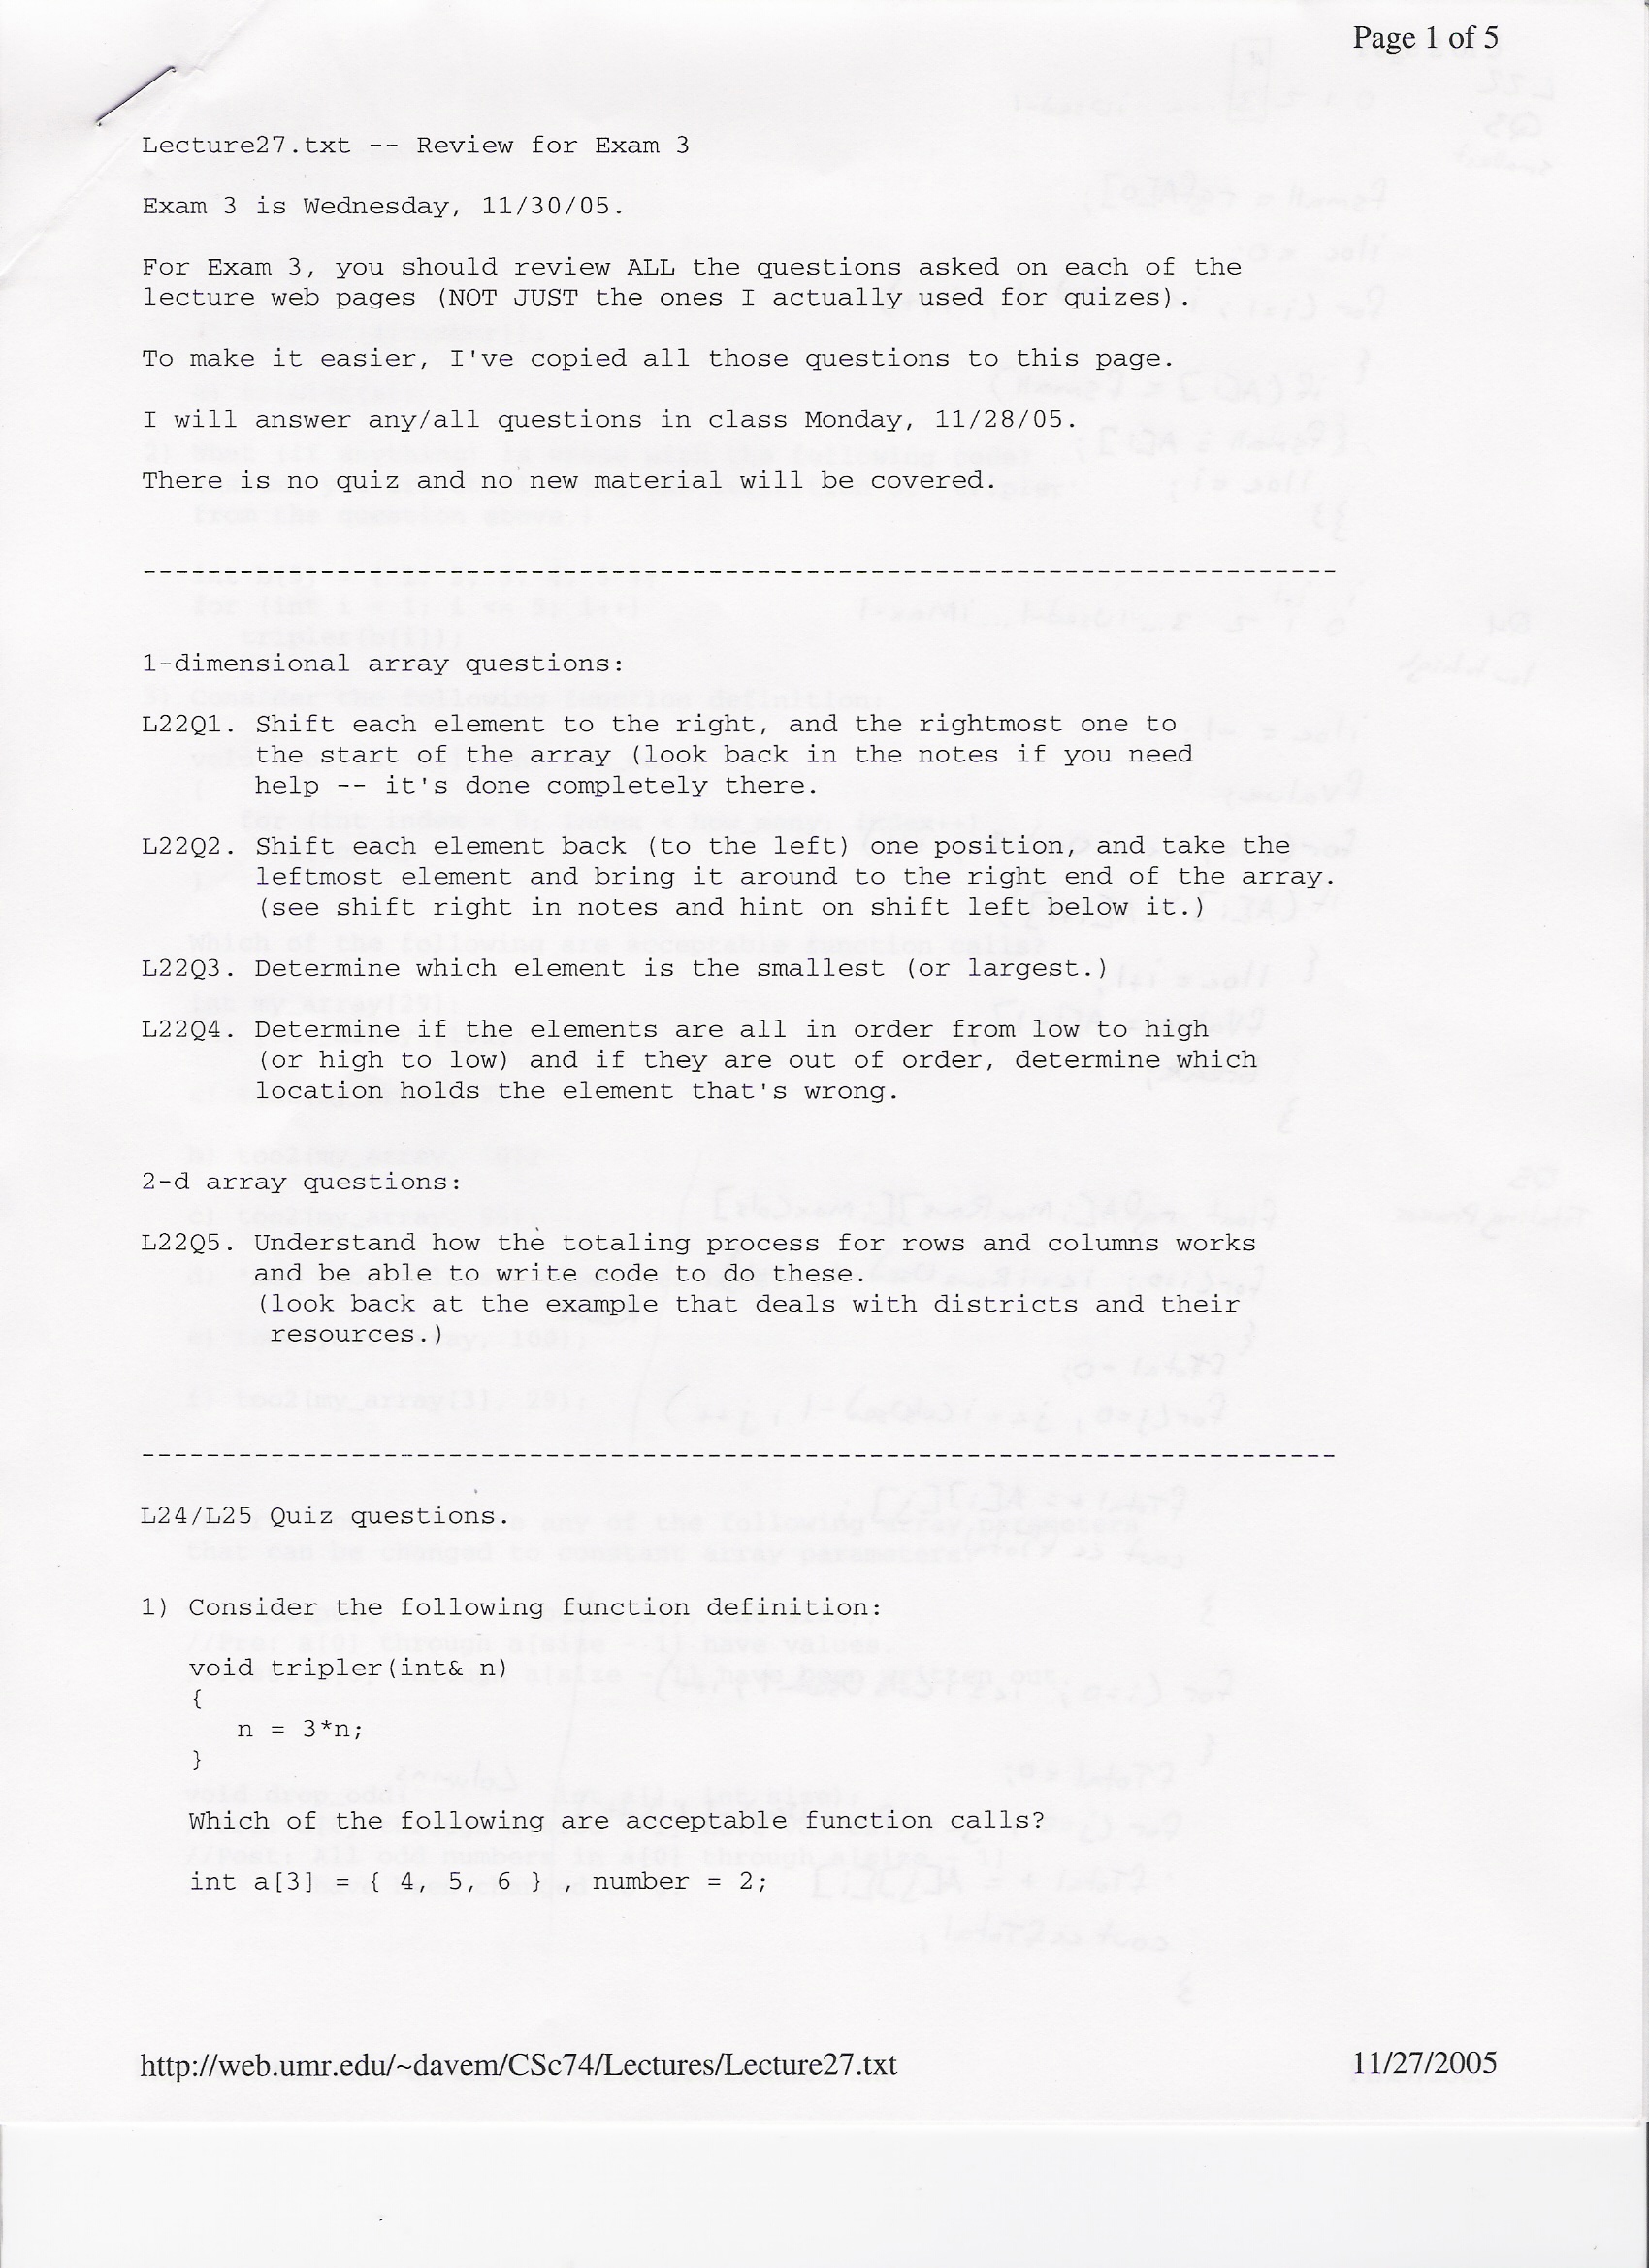 Page 1 of 5
Lecture27.txt -- Review for Exam 3
Exam 3 is Wednesday, 11/30/05.
For Exam 3, you should review ALL the questions asked on each of the
lecture web pages (NOT JUST the ones I actually used for quizes).
To make it easier, I've copied all those questions to this page.
I will answer any/all questions in class Monday, 11/28/05.
There is no quiz and no new material will be covered.
--------------------------------------------------------------------------
1-dimensional array questions:
L22Q1. Shift each element to the right, and the rightmost one to
the start of the array (look back in the notes if you need
help -- it's done completely there.
L22Q2. Shift each element back (to the left) one position, and take the
leftmost element and bring it around to the right end of the array.
(see shift right in notes and hint on shift left below it.)
L22Q3. Determine which element is the smallest (or largest.)
L22Q4. Determine if the elements are all in order from low to high
(or high to low) and if they are out of order, determine which
location holds the element that's wrong.
2-d array questions:
L22Q5. Understand how the totaling process for rows and columns works
and be able to write code to do these.
(look back at the example that deals with districts and their
resources.)
--------------------------------------------------------------------------
L24/L25 Quiz questions.
1) Consider the following function definition:
void tripler(int& n)
{
n = 3*n;
}
Which of the following are acceptable function calls?
int a[3] = { 4, 5, 6 } , number = 2;
http://web.umr.edu/~davem/CSc74/Lectures/Lecture27.txt
11/27/2005